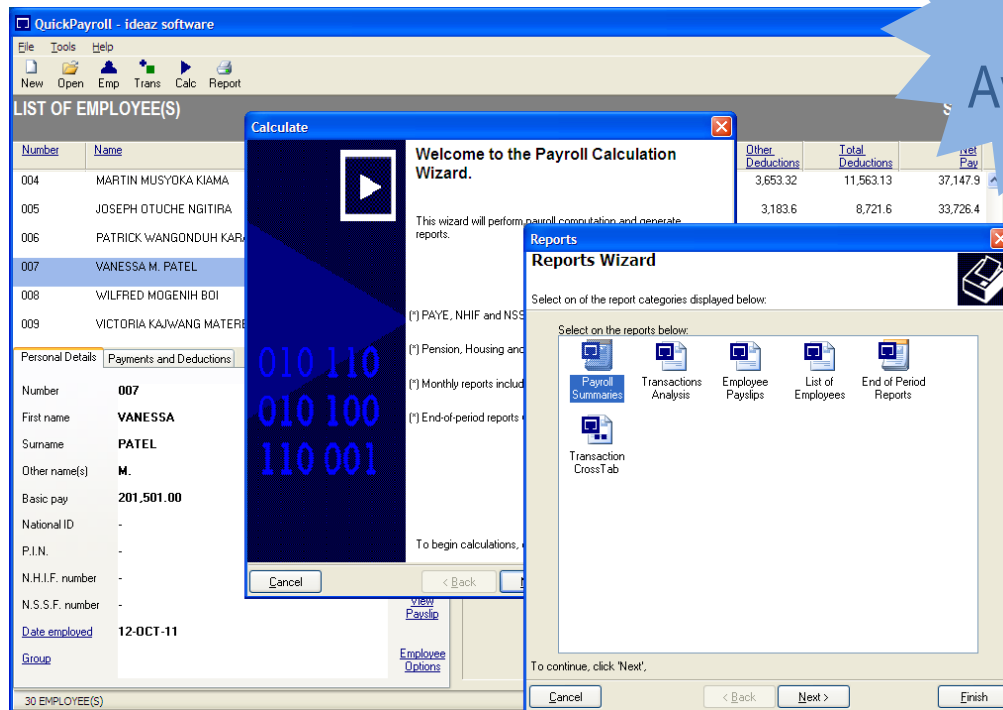 QuickPayroll - ideaz software
File Tools Help
New Open Emp Trans Calc Report
LIST OF EMPLOYEE(S)
Number Name Other Deductions Total Deductions Net Pay
004 MARTIN MUSYOKA KIAMA 3,653.32 11,563.13 37,147.9
005 JOSEPH OTUCHE NGITIRA 3,183.6 8,721.6 33,726.4
006 PATRICK WANGONDUH
007 VANESSA M. PATEL
008 WILFRED MOGENIH BOI
009 VICTORIA KAJWANG
Personal Details Payments and Deductions
Number 007
First name VANESSA
Surname PATEL
Other name(s) M.
Basic pay 201,501.00
National ID -
P.I.N. -
N.H.I.F. number -
N.S.S.F. number -
Date employed 12-OCT-11
Group
View
Payslip
Employee
Options
30 EMPLOYEE(S)
Calculate
Welcome to the Payroll Calculation
Wizard.
This wizard will perform payroll computation and generate
reports.
(*) PAYE, NHIF and
(*) Pension, Housing and
(*) Monthly reports
(*) End-of-period reports
To begin calculations,
010 110
010 100
110 001
Cancel < Back
Reports
Reports Wizard
Select on of the report categories displayed below:
Select on the reports below:
Payroll Summaries
Transactions Analysis
Employee Payslips
List of Employees
End of Period Reports
Transaction CrossTab
To continue, click 'Next',
Cancel < Back Next > Finish